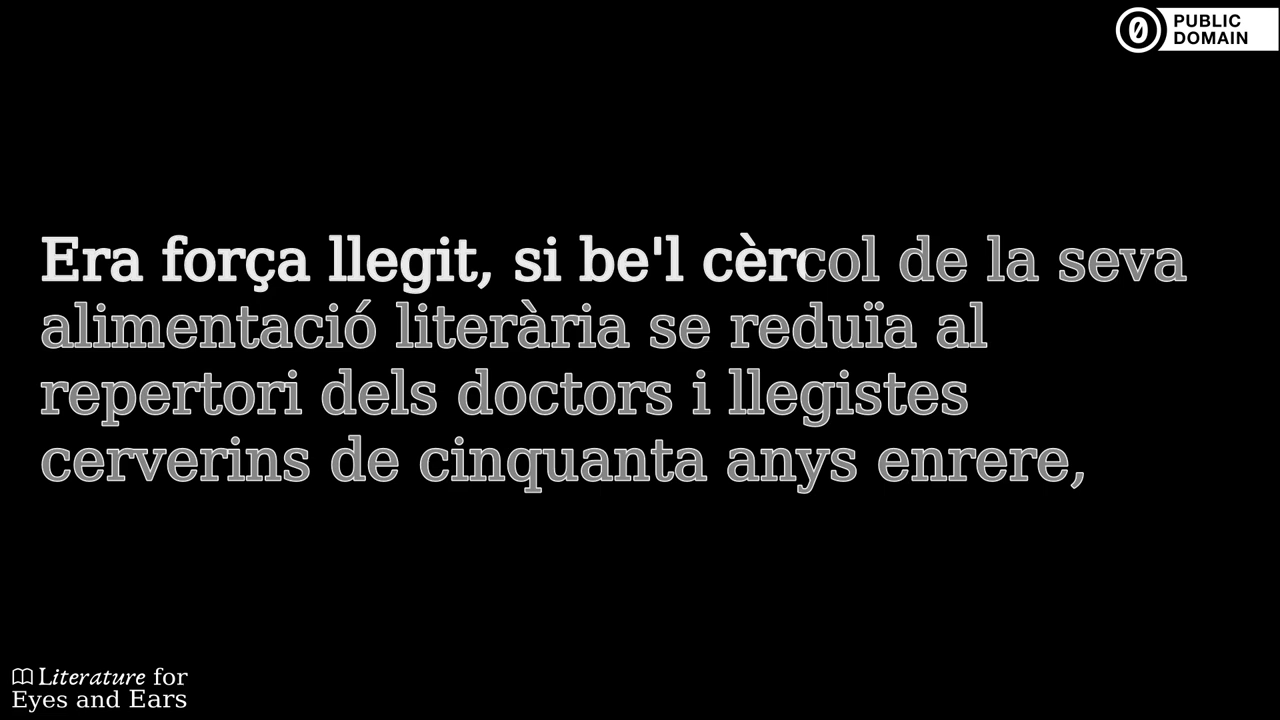 PUBLIC
DOMAIN
Era força llegit, si be'l cèrcol de la seva
alimentació literària se reduïa al
repertori dels doctors i llegistes
cerverins de cinquanta anys enrere,
Literature for
Eyes and Ears